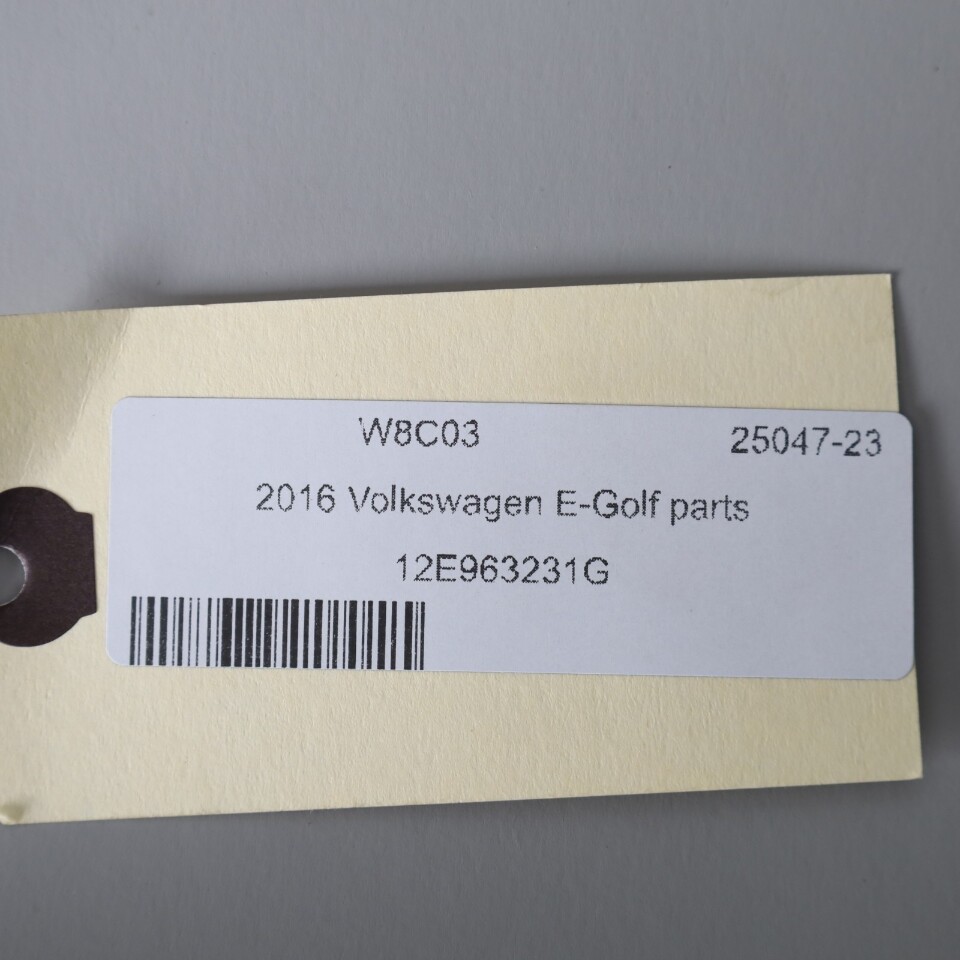 W8C03 25047-23
2016 Volkswagen E-Golf parts
12E963231G